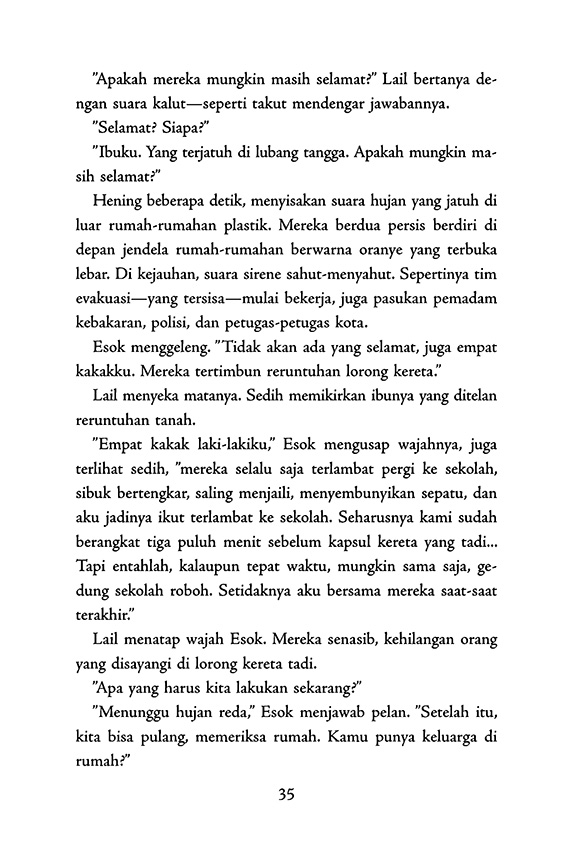 "Apakah mereka mungkin masih selamat?" Lail bertanya de-
ngan suara kalut—seperti takut mendengar jawabannya.
"Selamat? Siapa?"
"Ibuku. Yang terjatuh di lubang tangga. Apakah mungkin ma-
sih selamat?"
Hening beberapa detik, menyisakan suara hujan yang jatuh di
luar rumah-rumahan plastik. Mereka berdua persis berdiri di
depan jendela rumah-rumahan berwarna oranye yang terbuka
lebar. Di kejauhan, suara sirene sahut-menyahut. Sepertinya tim
evakuasi—yang tersisa—mulai bekerja, juga pasukan pemadam
kebakaran, polisi, dan petugas-petugas kota.
Esok menggeleng. "Tidak akan ada yang selamat, juga empat
kakakku. Mereka tertimbun reruntuhan lorong kereta."
Lail menyeka matanya. Sedih memikirkan ibunya yang ditelan
reruntuhan tanah.
"Empat kakak laki-lakiku," Esok mengusap wajahnya, juga
terlihat sedih, "mereka selalu saja terlambat pergi ke sekolah,
sibuk bertengkar, saling menjaili, menyembunyikan sepatu, dan
aku jadinya ikut terlambat ke sekolah. Seharusnya kami sudah
berangkat tiga puluh menit sebelum kapsul kereta yang tadi...
Tapi entahlah, kalaupun tepat waktu, mungkin sama saja, ge-
dung sekolah roboh. Setidaknya aku bersama mereka saat-saat
terakhir."
Lail menatap wajah Esok. Mereka senasib, kehilangan orang
yang disayangi di lorong kereta tadi.
"Apa yang harus kita lakukan sekarang?"
"Menunggu hujan reda," Esok menjawab pelan. "Setelah itu,
kita bisa pulang, memeriksa rumah. Kamu punya keluarga di
rumah?"
35